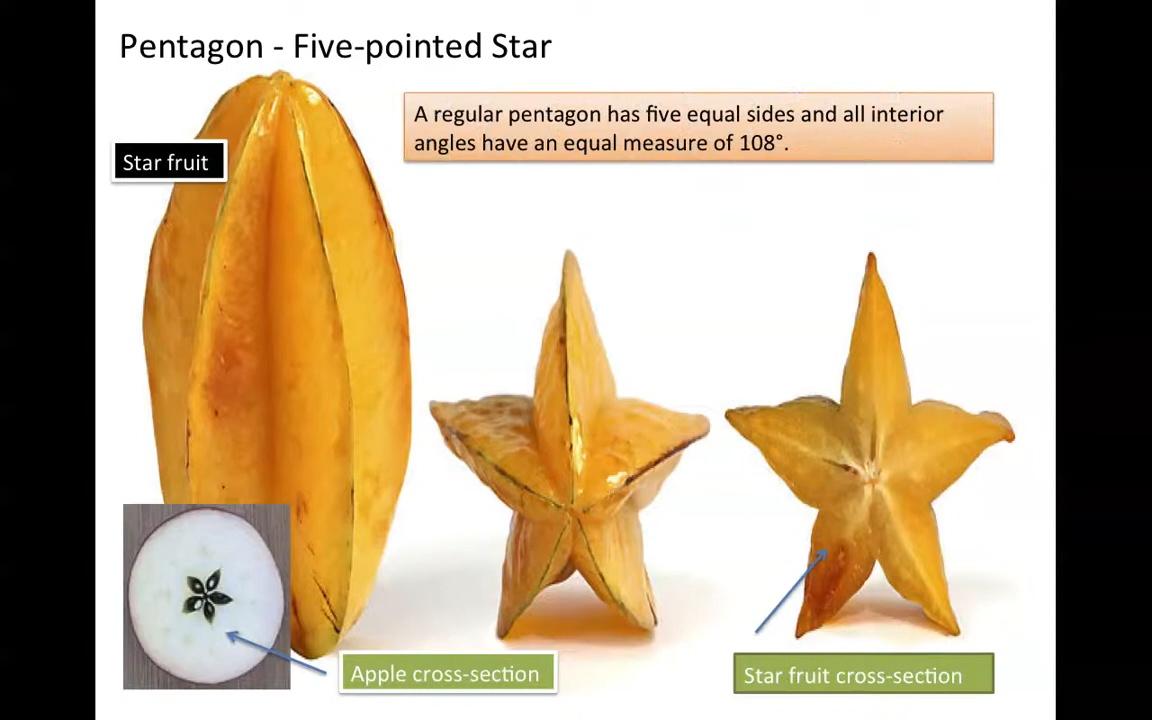 Pentagon - Five-pointed Star
A regular pentagon has five equal sides and all interior
angles have an equal measure of 108°.
Star fruit
Apple cross-section
Star fruit cross-section